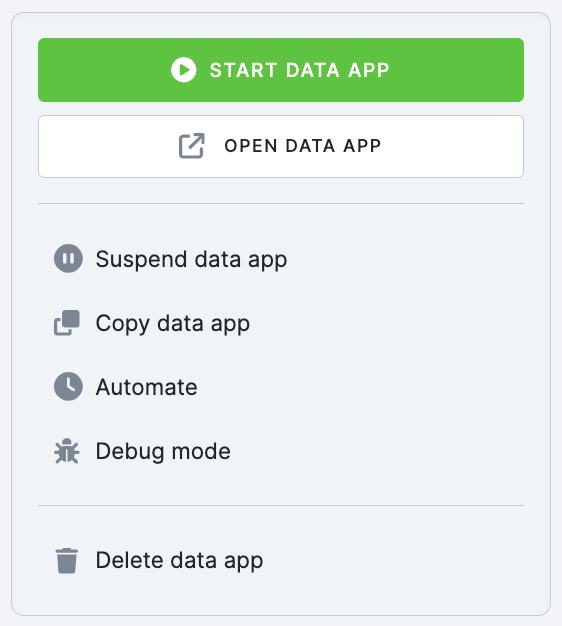 START DATA APP
OPEN DATA APP
Suspend data app
Copy data app
Automate
Debug mode
Delete data app